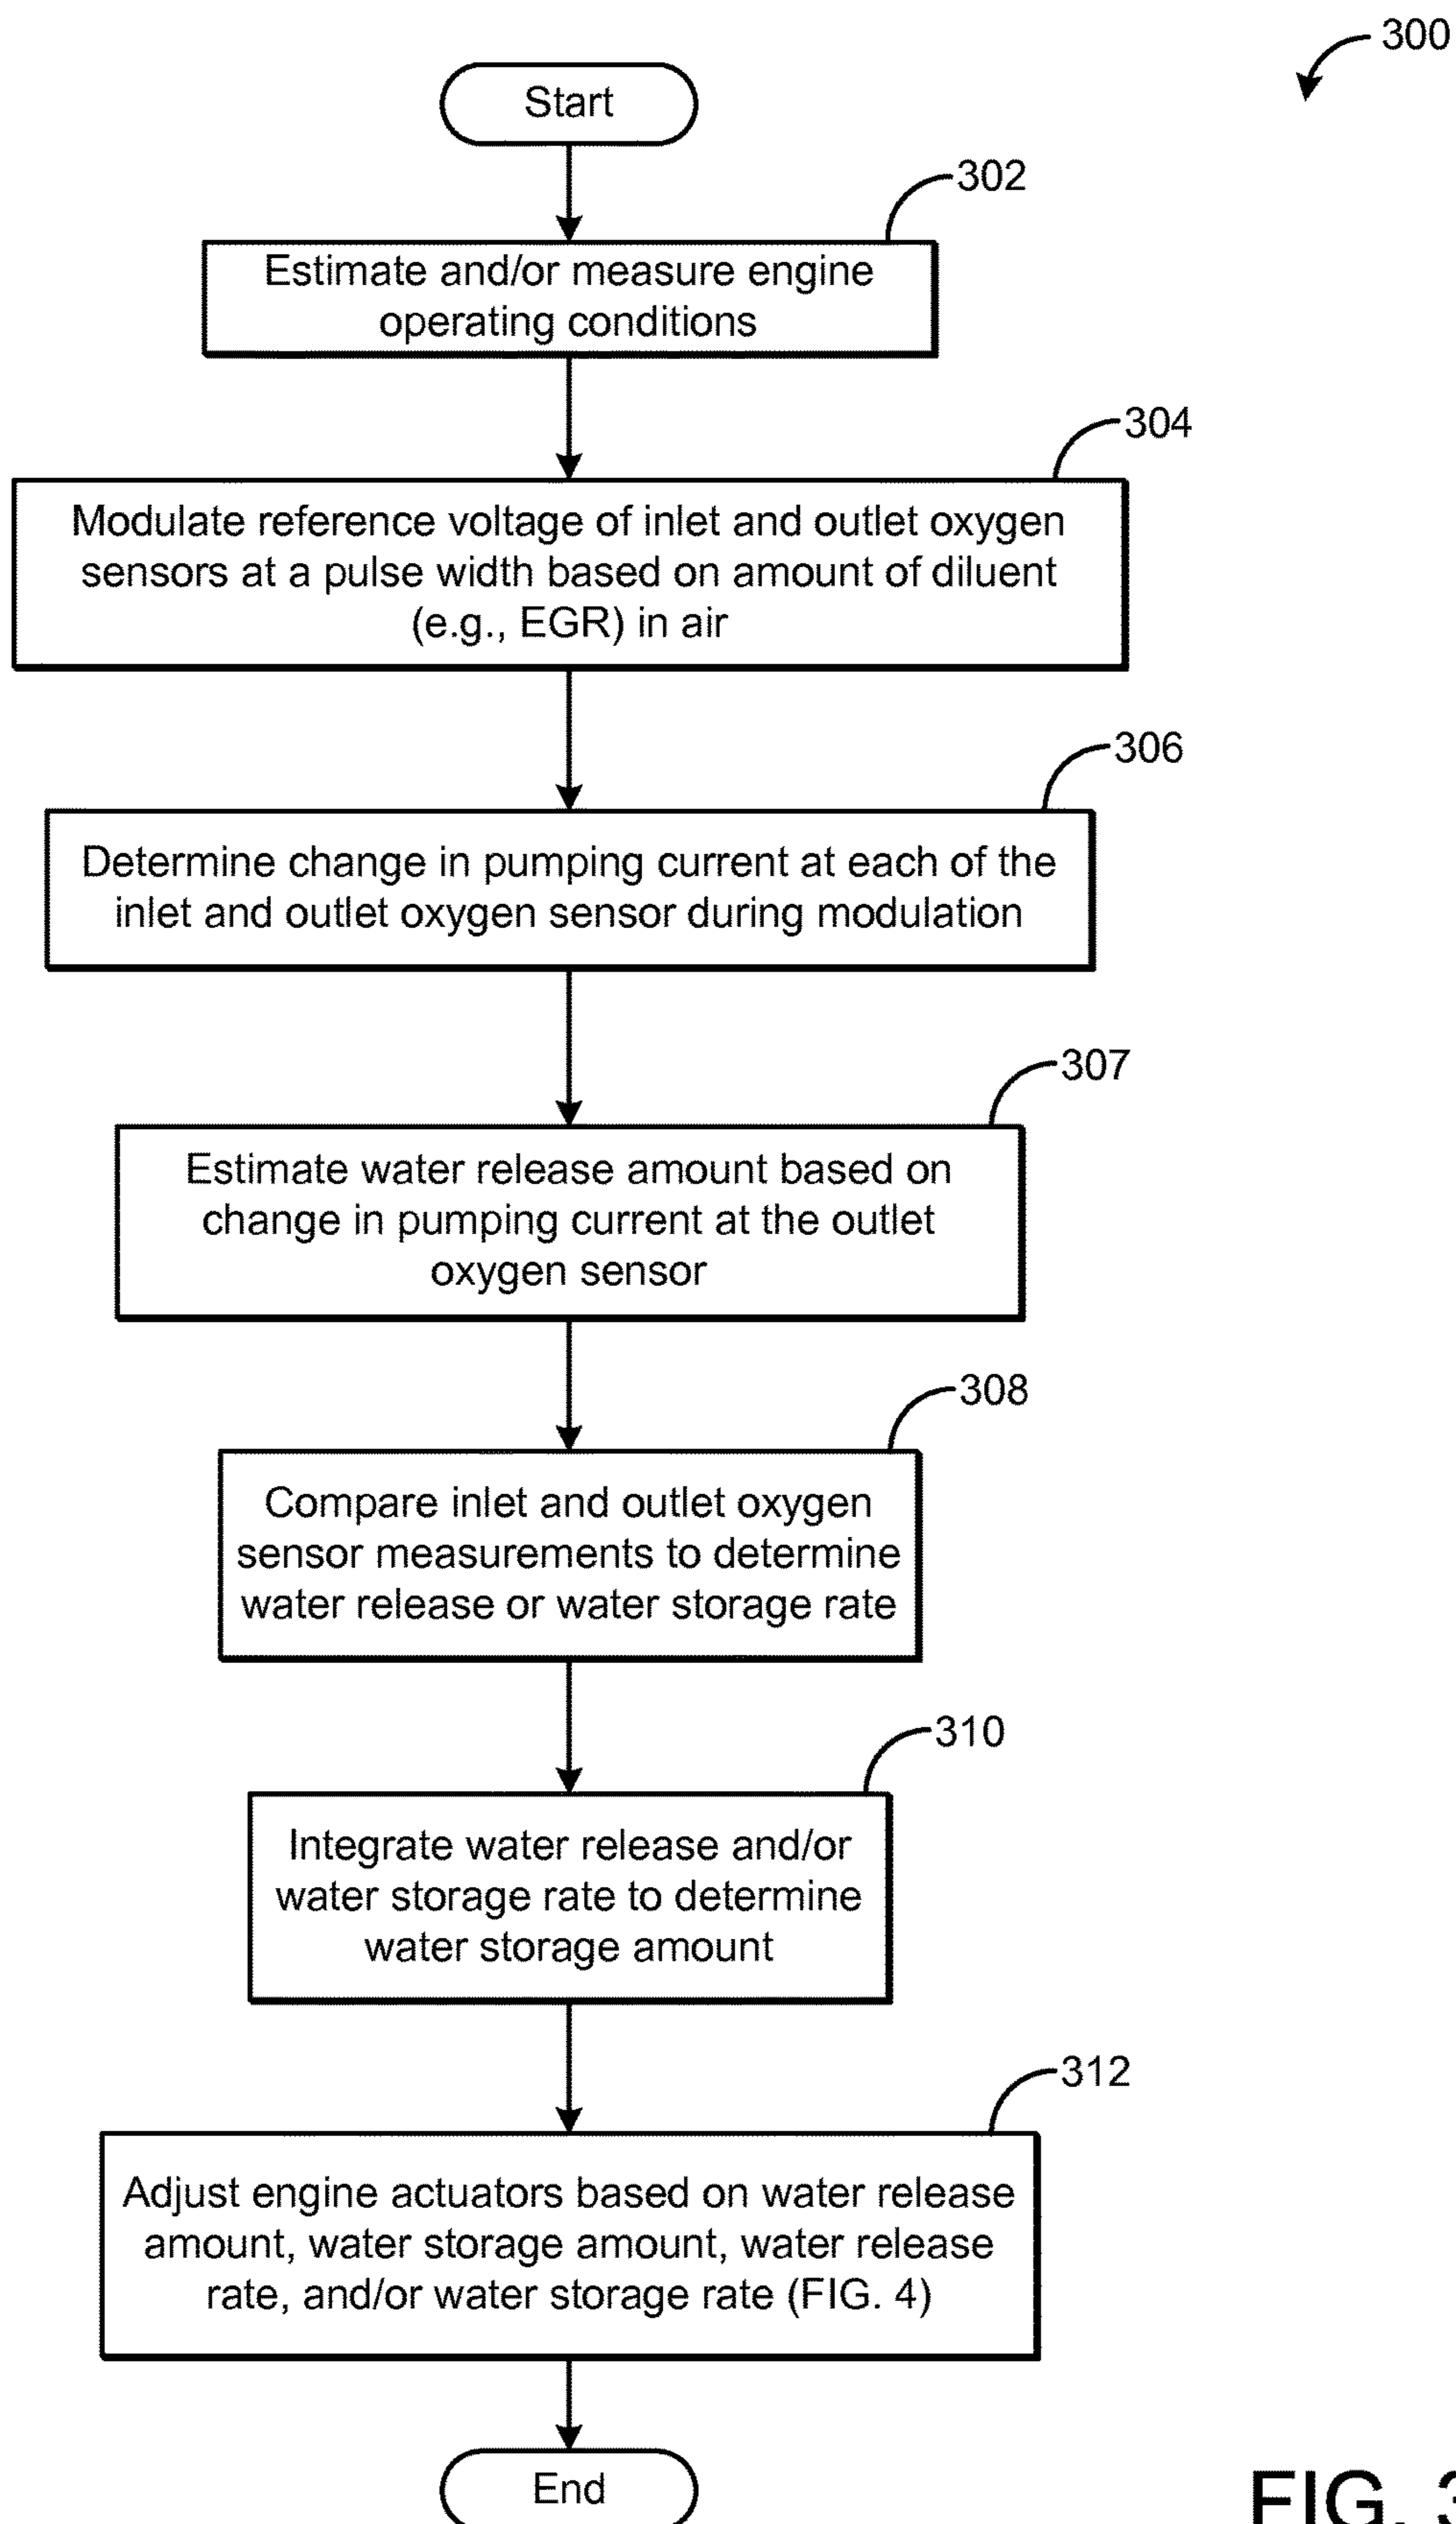 300
Start
302
Estimate and/or measure engine
operating conditions
304
Modulate reference voltage of inlet and outlet oxygen
sensors at a pulse width based on amount of diluent
(e.g., EGR) in air
306
Determine change in pumping current at each of the
inlet and outlet oxygen sensor during modulation
307
Estimate water release amount based on
change in pumping current at the outlet
oxygen sensor
308
Compare inlet and outlet oxygen
sensor measurements to determine
water release or water storage rate
310
Integrate water release and/or
water storage rate to determine
water storage amount
312
Adjust engine actuators based on water release
amount, water storage amount, water release
rate, and/or water storage rate (FIG. 4)
End
FIG. 3